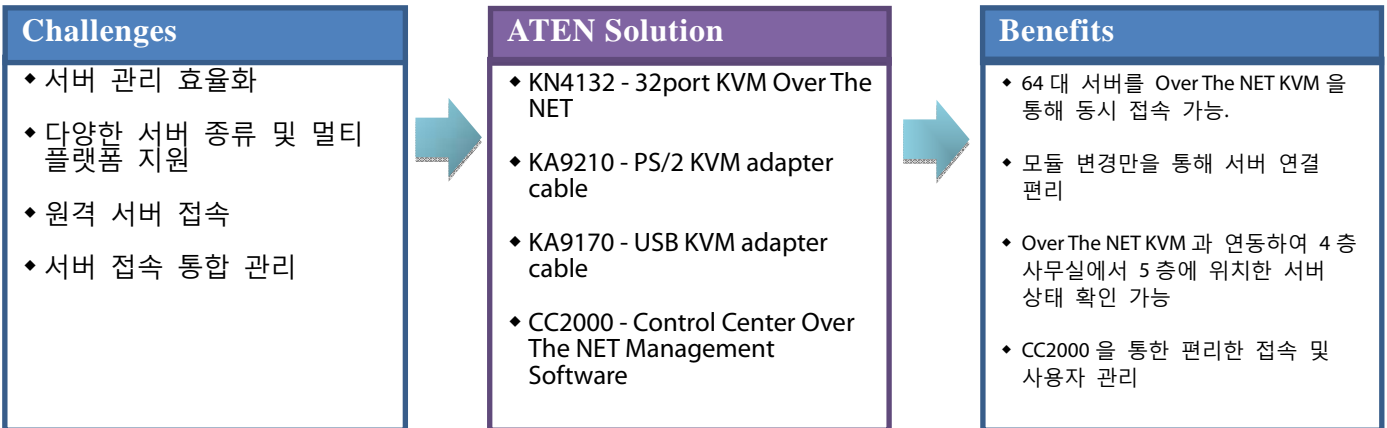 Challenges
◆ 서버 관리 효율화
◆ 다양한 서버 종류 및 멀티
플랫폼 지원
◆ 원격 서버 접속
◆ 서버 접속 통합 관리
ATEN Solution
◆ KN4132 - 32port KVM Over The
NET
◆ KA9210 - PS/2 KVM adapter
cable
◆ KA9170 - USB KVM adapter
cable
◆ CC2000 - Control Center Over
The NET Management
Software
Benefits
◆ 64 대 서버를 Over The NET KVM 을
통해 동시 접속 가능.
◆ 모듈 변경만을 통해 서버 연결
편리
◆ Over The NET KVM 과 연동하여 4 층
사무실에서 5 층에 위치한 서버
상태 확인 가능
◆ CC2000 을 통한 편리한 접속 및
사용자 관리